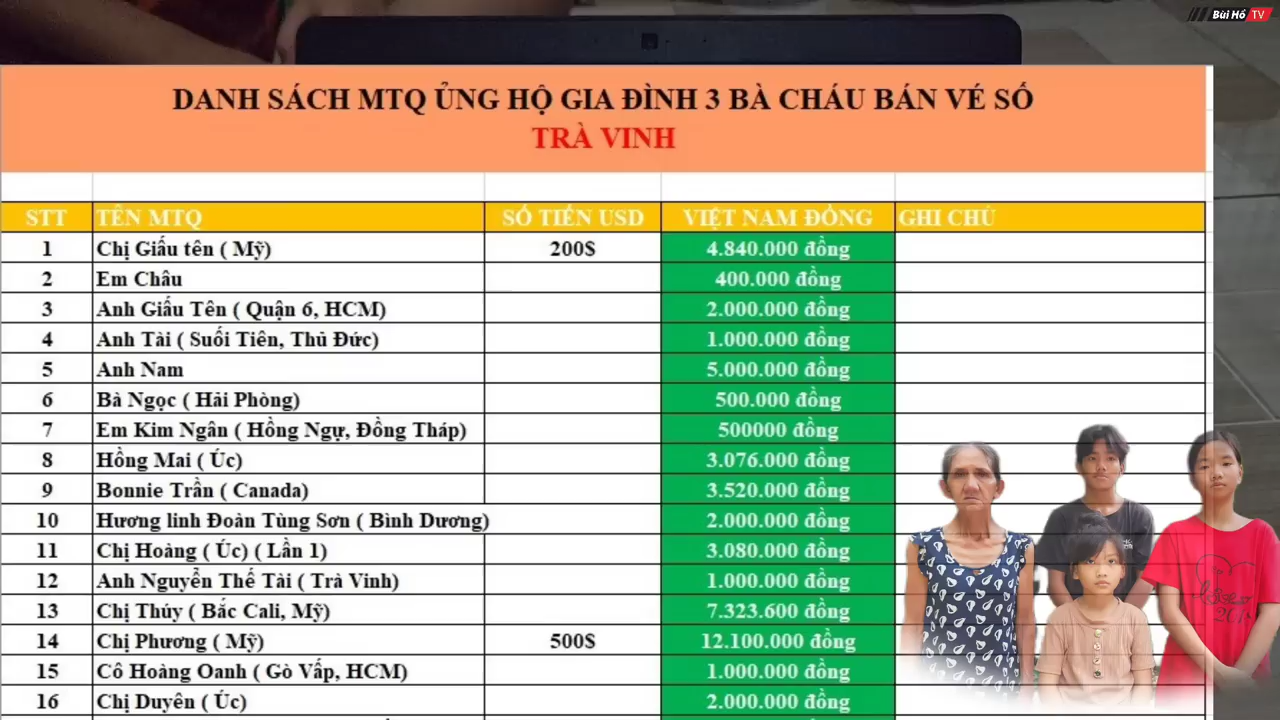 Bùi Hồ TV
DANH SÁCH MTQ ỦNG HỘ GIA ĐÌNH 3 BÀ CHÁU BÁN VÉ SỐ
TRÀ VINH
STT TÊN MTQ SỐ TIỀN USD VIỆT NAM ĐỒNG GHI CHÚ
1 Chị Giấu tên ( Mỹ) 200$ 4.840.000 đồng
2 Em Châu 400.000 đồng
3 Anh Giấu Tên ( Quận 6, HCM) 2.000.000 đồng
4 Anh Tài ( Suối Tiên, Thủ Đức) 1.000.000 đồng
5 Anh Nam 5.000.000 đồng
6 Bà Ngọc ( Hải Phòng) 500.000 đồng
7 Em Kim Ngân ( Hồng Ngự, Đồng Tháp) 500000 đồng
8 Hồng Mai ( Úc) 3.076.000 đồng
9 Bonnie Trần ( Canada) 3.520.000 đồng
10 Hương linh Đoàn Tùng Sơn ( Bình Dương) 2.000.000 đồng
11 Chị Hoàng ( Úc) ( Lần 1) 3.080.000 đồng
12 Anh Nguyễn Thế Tài ( Trà Vinh) 1.000.000 đồng
13 Chị Thúy ( Bắc Cali, Mỹ) 7.323.600 đồng
14 Chị Phương ( Mỹ) 500$ 12.100.000 đồng
15 Cô Hoàng Oanh ( Gò Vấp, HCM) 1.000.000 đồng
16 Chị Duyên ( Úc) 2.000.000 đồng